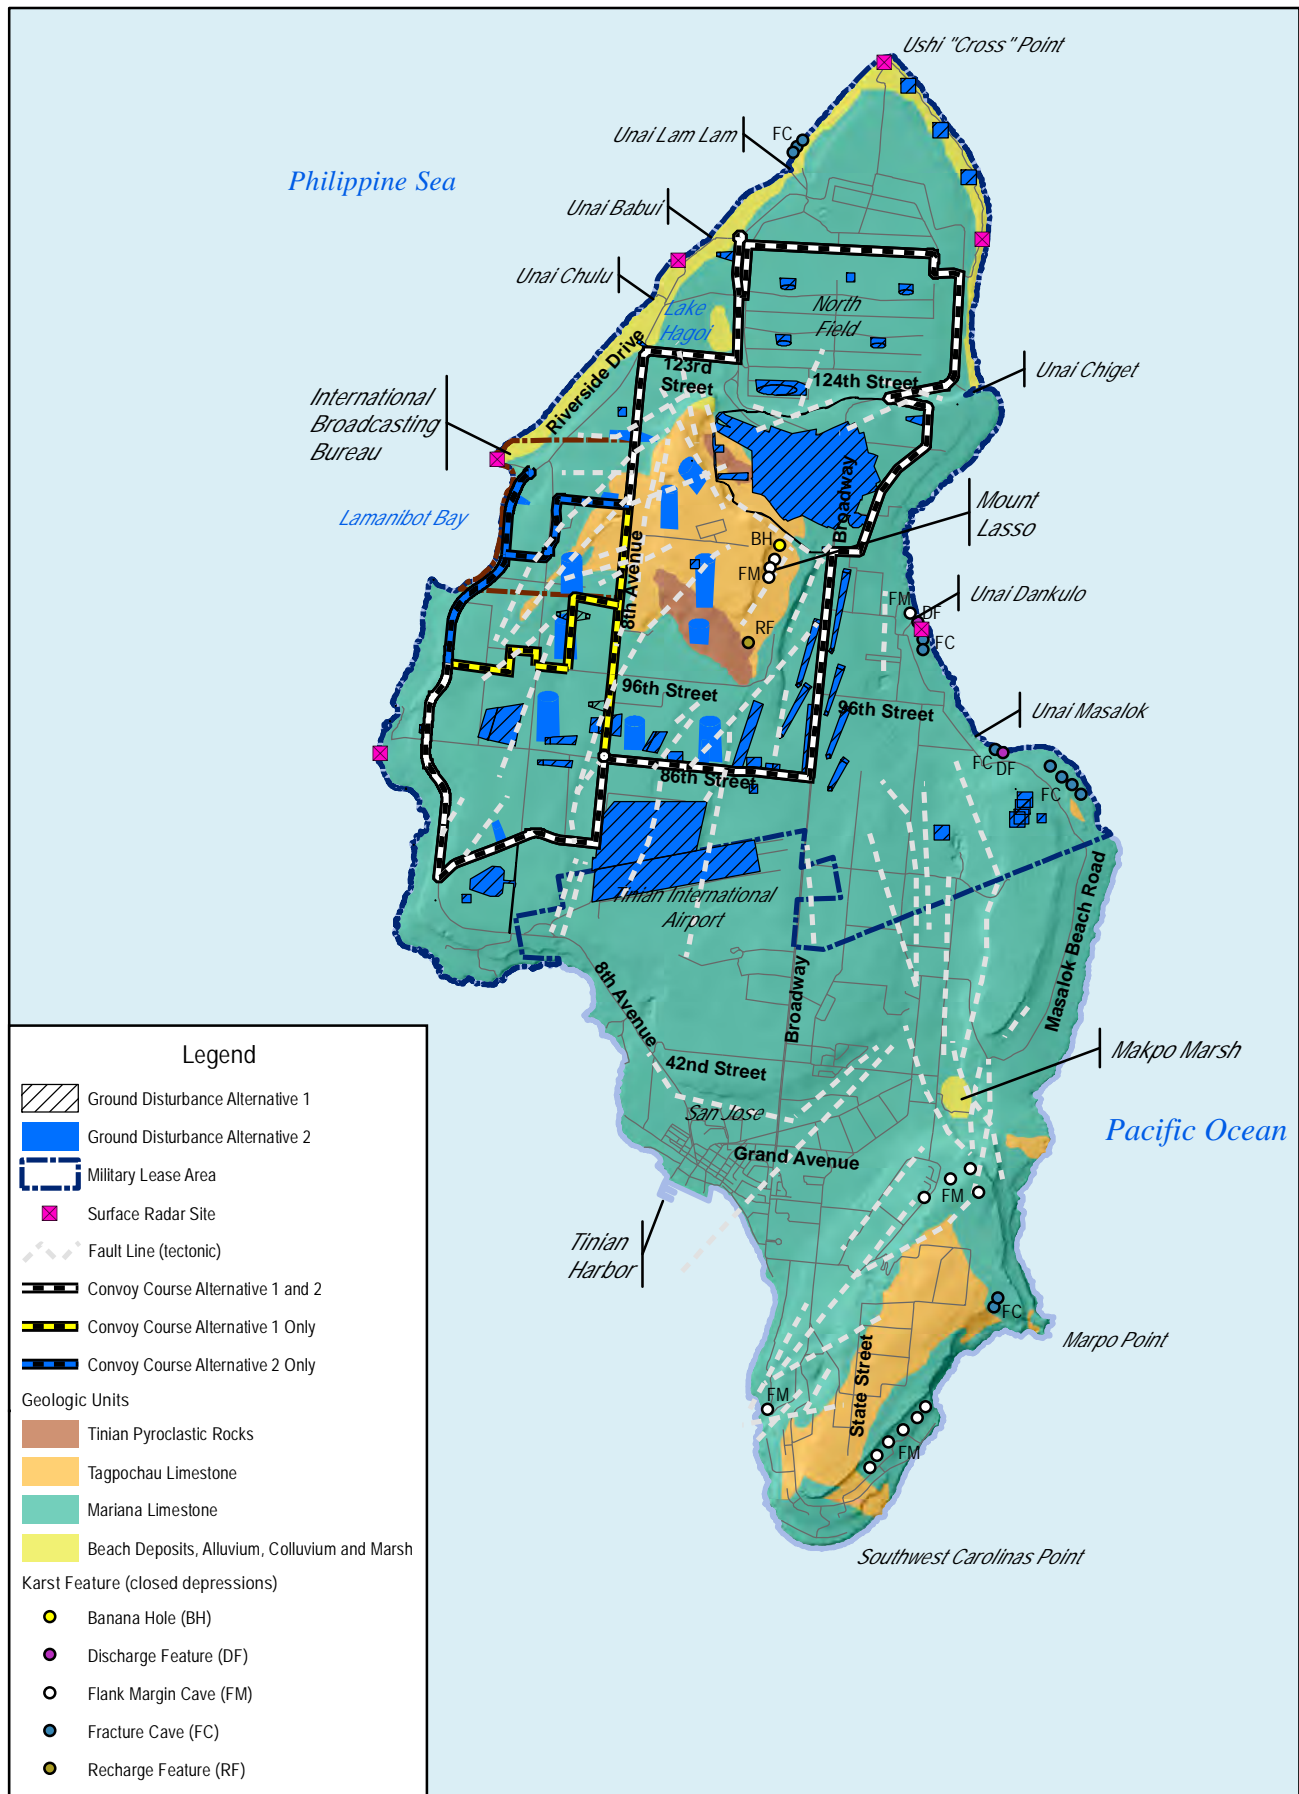 Ushi "Cross" Point
FC
Unai Lam Lam
Philippine Sea
Unai Babui
Unai Chulu
Lake
Hagoi
North
Field
Riverside Drive
123rd
Street
124th Street
Unai Chiget
International
Broadcasting
Bureau
Broadway
Mount
Lasso
Lamanibot Bay
8th Avenue
BH
FM
FM
DF
Unai Dankulo
FC
RF
96th Street
96th Street
Unai Masalok
FC
DF
FC
86th Street
Tinian International
Airport
Masalok Beach Road
8th Avenue
Broadway
42nd Street
Makpo Marsh
San Jose
Pacific Ocean
Grand Avenue
FM
Tinian
Harbor
FC
Marpo Point
State Street
FM
FM
Southwest Carolinas Point
Legend
Ground Disturbance Alternative 1
Ground Disturbance Alternative 2
Military Lease Area
Surface Radar Site
Fault Line (tectonic)
Convoy Course Alternative 1 and 2
Convoy Course Alternative 1 Only
Convoy Course Alternative 2 Only
Geologic Units
Tinian Pyroclastic Rocks
Tagpochau Limestone
Mariana Limestone
Beach Deposits, Alluvium, Colluvium and Marsh
Karst Feature (closed depressions)
Banana Hole (BH)
Discharge Feature (DF)
Flank Margin Cave (FM)
Fracture Cave (FC)
Recharge Feature (RF)